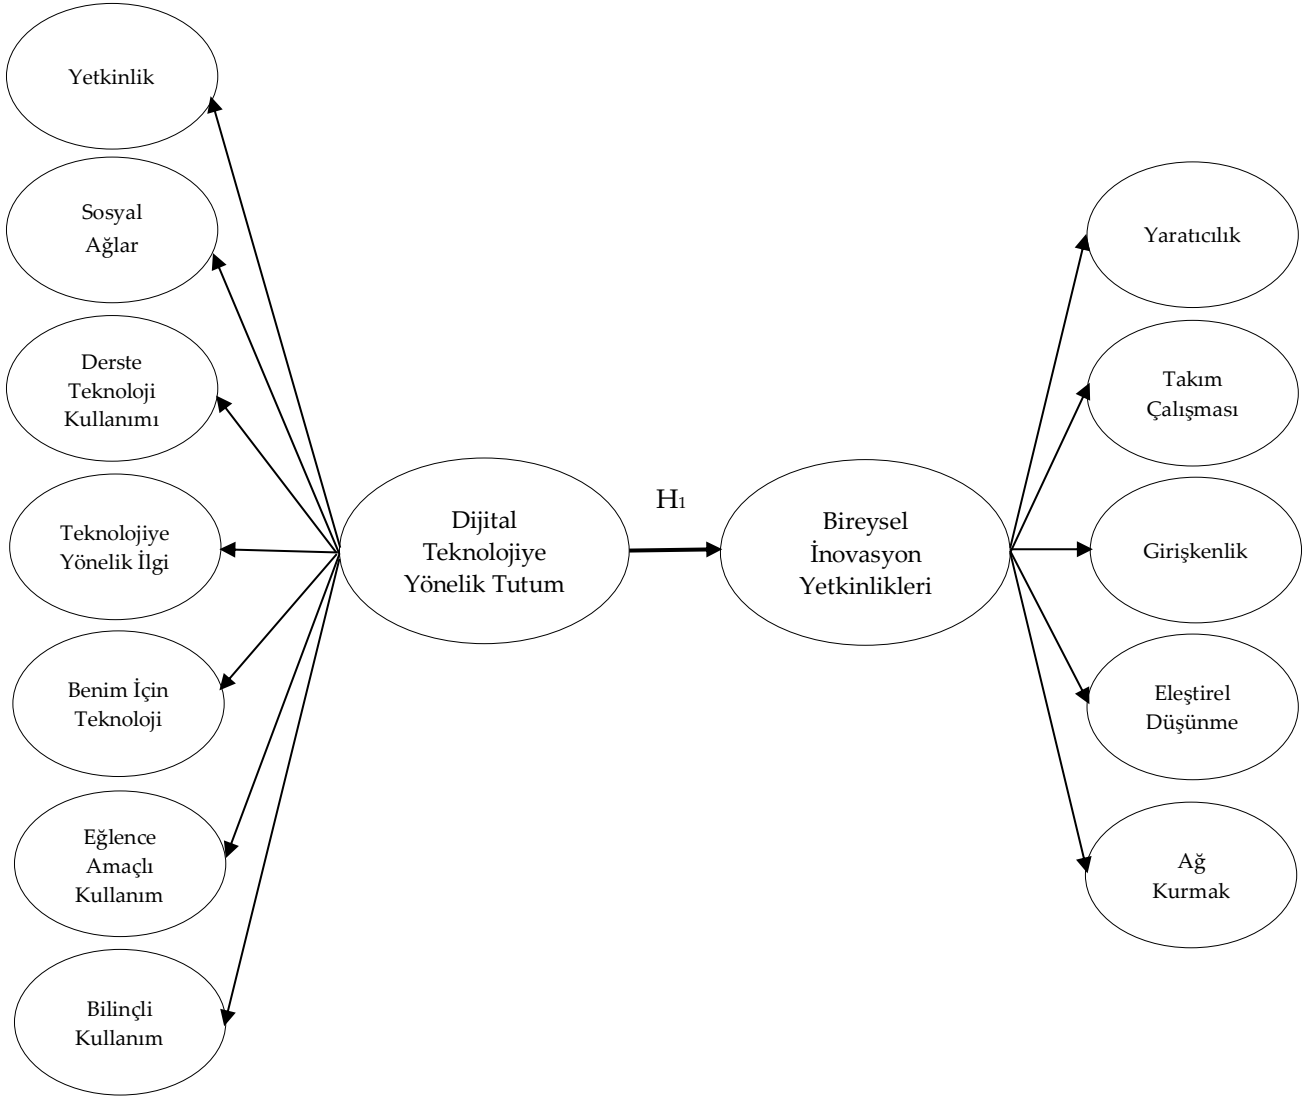 Yetkinlik
Sosyal
Ağlar
Derste
Teknoloji
Kullanımı
Teknolojiye
Yönelik İlgi
Benim İçin
Teknoloji
Eğlence
Amaçlı
Kullanım
Bilinçli
Kullanım
Dijital
Teknolojiye
Yönelik Tutum
H1
Bireysel
İnovasyon
Yetkinlikleri
Yaratıcılık
Takım
Çalışması
Girişkenlik
Eleştirel
Düşünme
Ağ
Kurmak